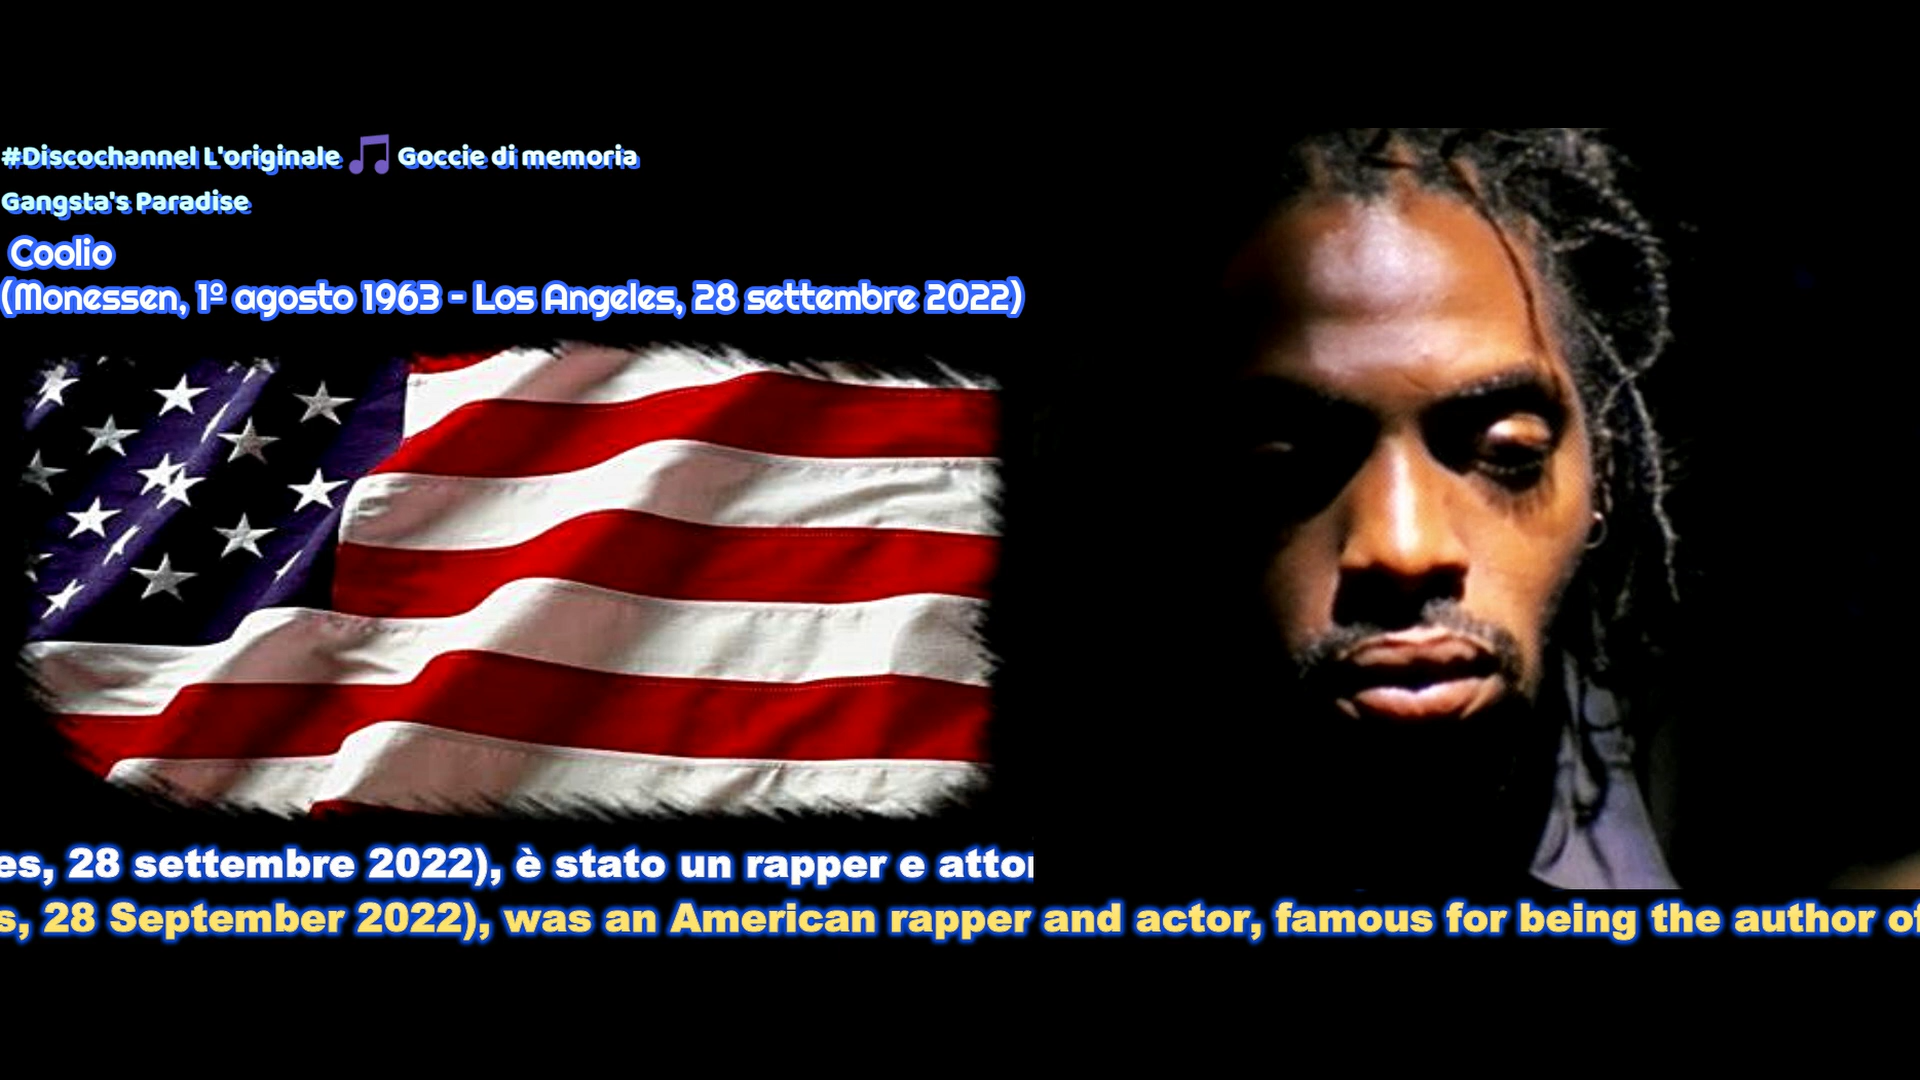 #Discochannel L'originale 🎵 Goccie di memoria
Gangsta's Paradise
Coolio
(Monessen, 1º agosto 1963 - Los Angeles, 28 settembre 2022)
es, 28 settembre 2022), è stato un rapper e attor
s, 28 September 2022), was an American rapper and actor, famous for being the author of